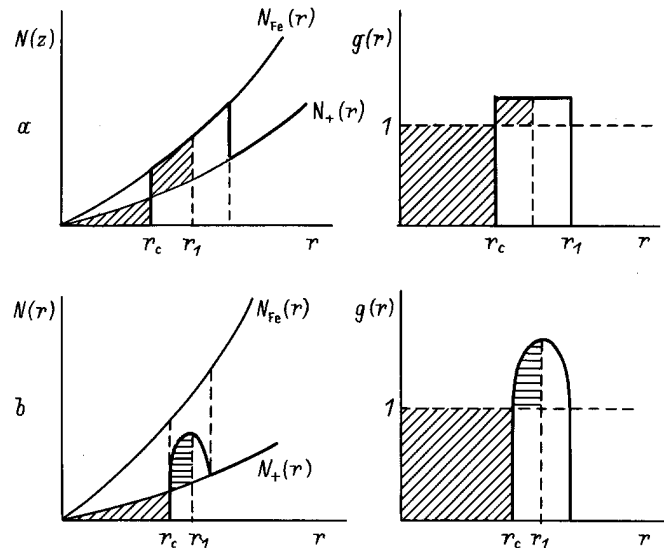 N(z)
N_Fe(r)
N_+(r)
a
r_c
r_1
r
g(r)
1
r_c
r_1
r
N(r)
N_Fe(r)
b
N_+(r)
r_c
r_1
r
g(r)
1
r_c
r_1
r